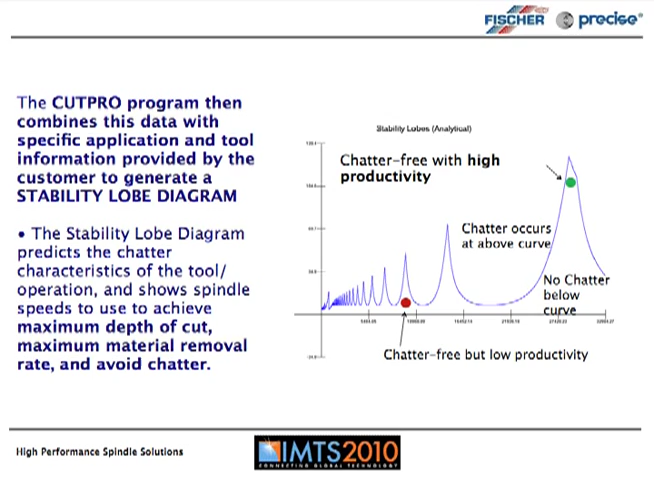 FISCHER precise
The CUTPRO program then
combines this data with
specific application and tool
information provided by the
customer to generate a
STABILITY LOBE DIAGRAM
• The Stability Lobe Diagram
predicts the chatter
characteristics of the tool/
operation, and shows spindle
speeds to use to achieve
maximum depth of cut,
maximum material removal
rate, and avoid chatter.
Stability Lobes (Analytical)
Chatter-free with high
productivity
Chatter occurs
at above curve
No Chatter
below
curve
Chatter-free but low productivity
High Performance Spindle Solutions
IMTS2010
CONNECTING GLOBAL TECHNOLOGY